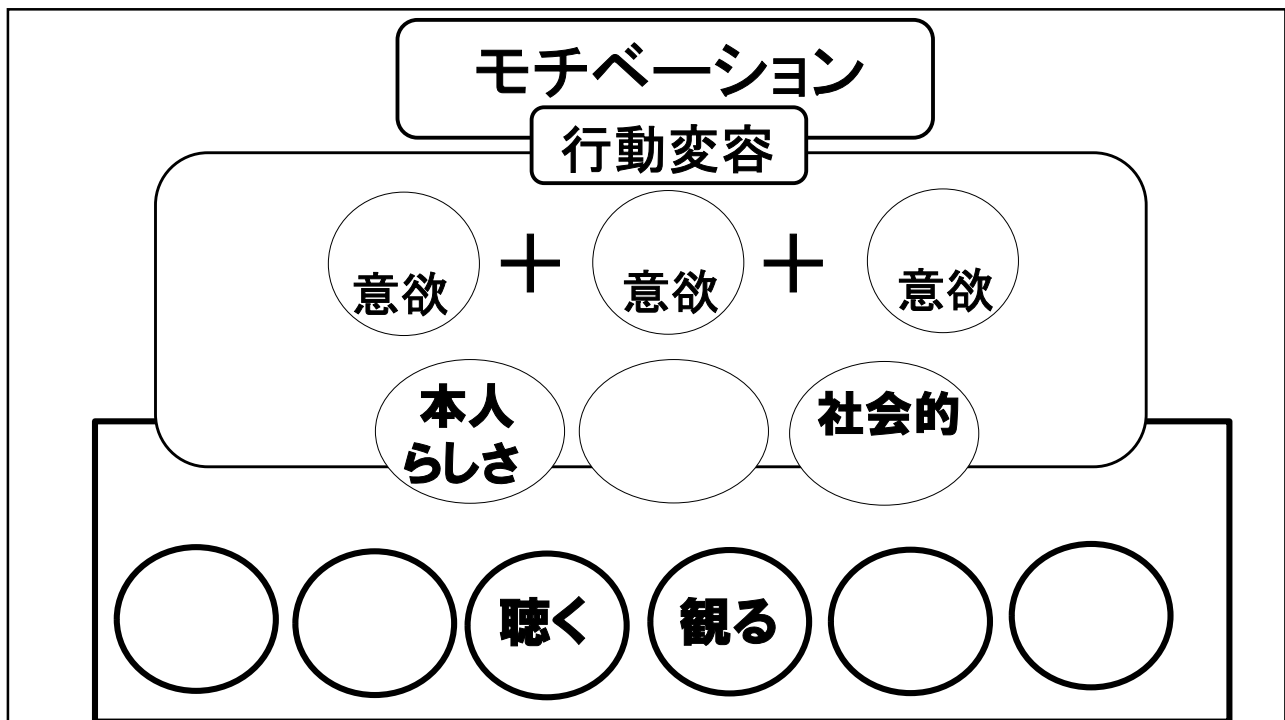 モチベーション
行動変容
意欲
＋
意欲
＋
意欲
本人
らしさ
社会的
聴く
観る